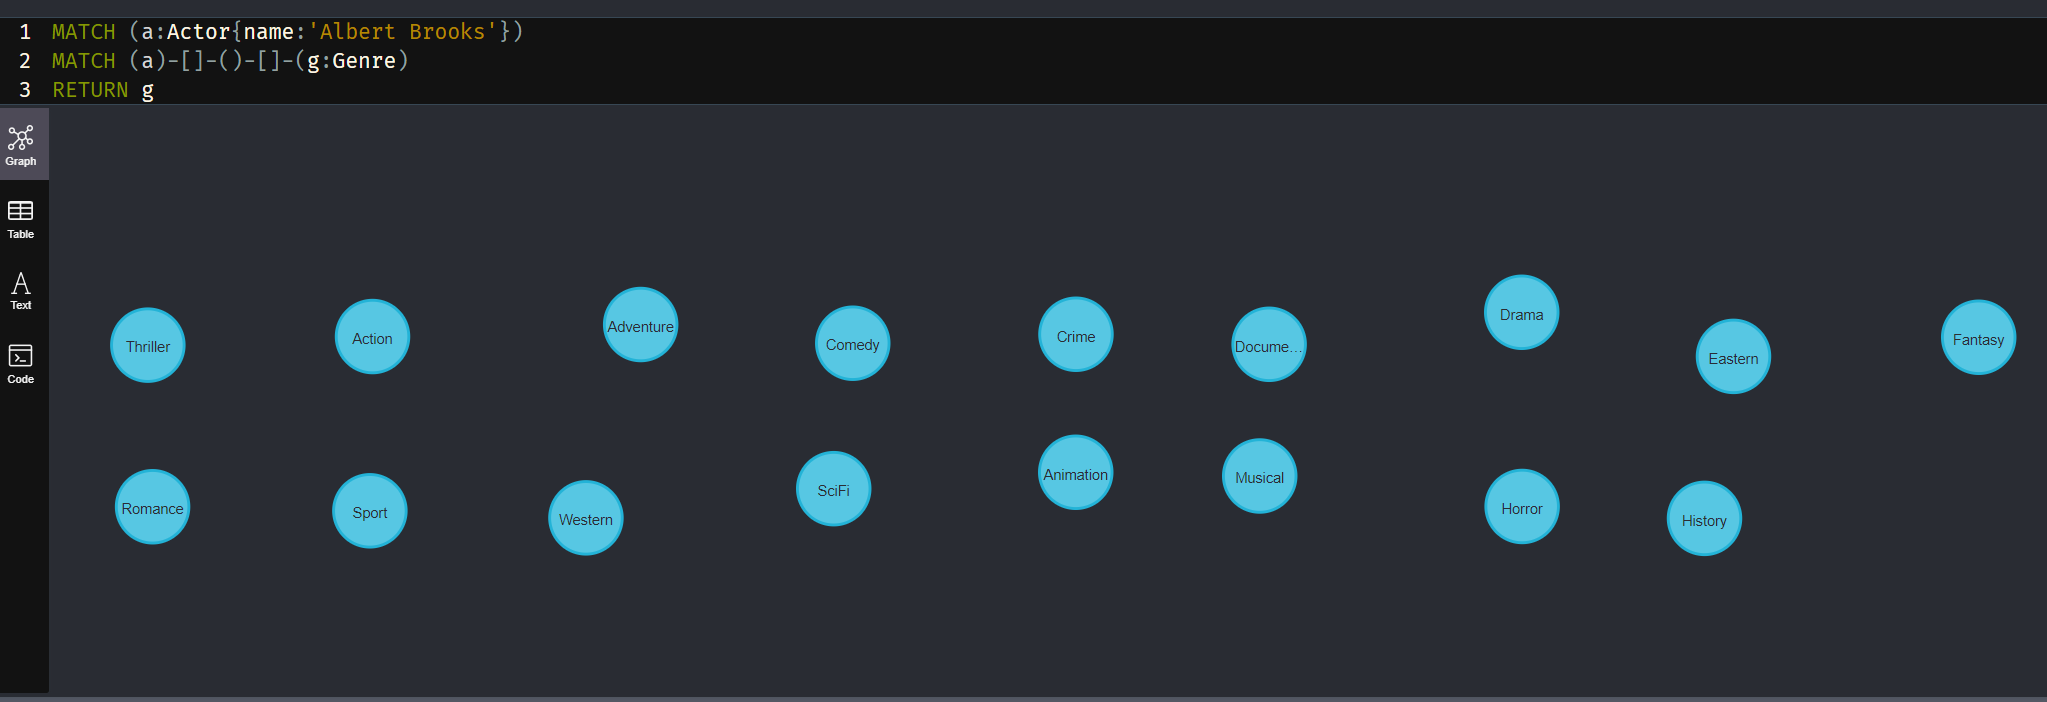 1 MATCH (a:Actor{name:'Albert Brooks'})
2 MATCH (a)-[]-()-[]-(g:Genre)
3 RETURN g
Graph
Table
Text
Code
Thriller
Action
Adventure
Comedy
Crime
Docume...
Drama
Eastern
Fantasy
Romance
Sport
Western
SciFi
Animation
Musical
Horror
History